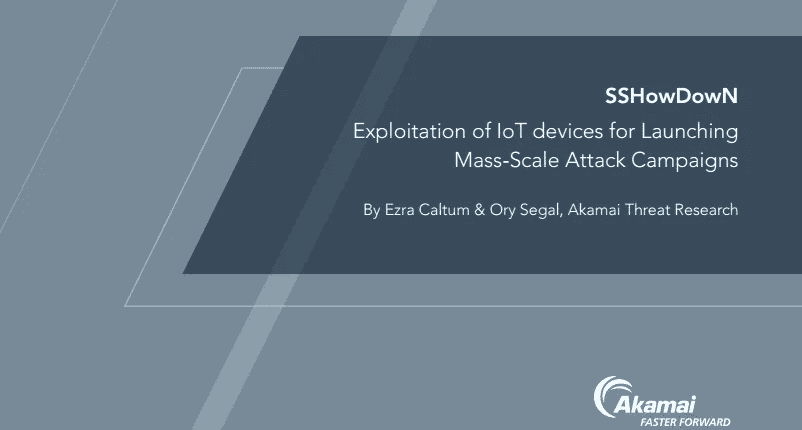 SSHowDowN
Exploitation of IoT devices for Launching
Mass-Scale Attack Campaigns
By Ezra Caltum & Ory Segal, Akamai Threat Research
Akamai
FASTER FORWARD